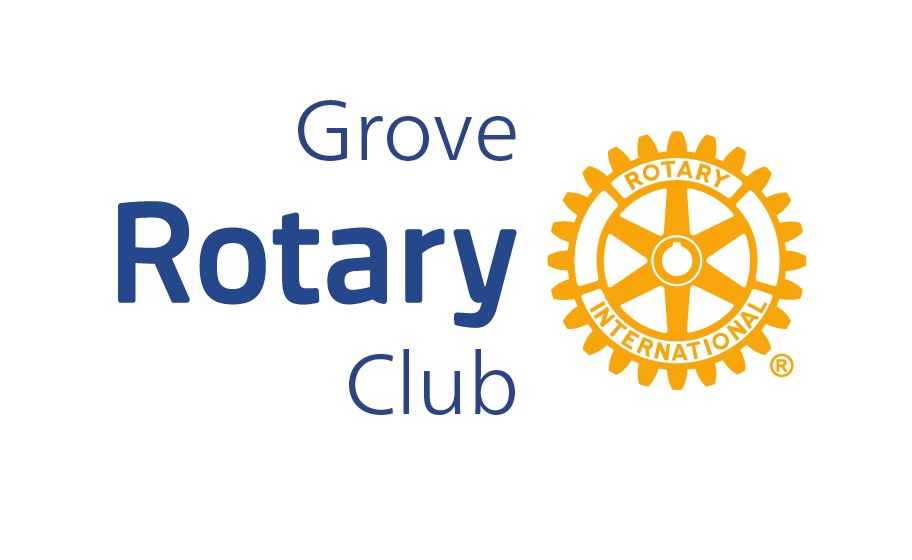 Grove
Rotary
Club
ROTARY
INTERNATIONAL
®